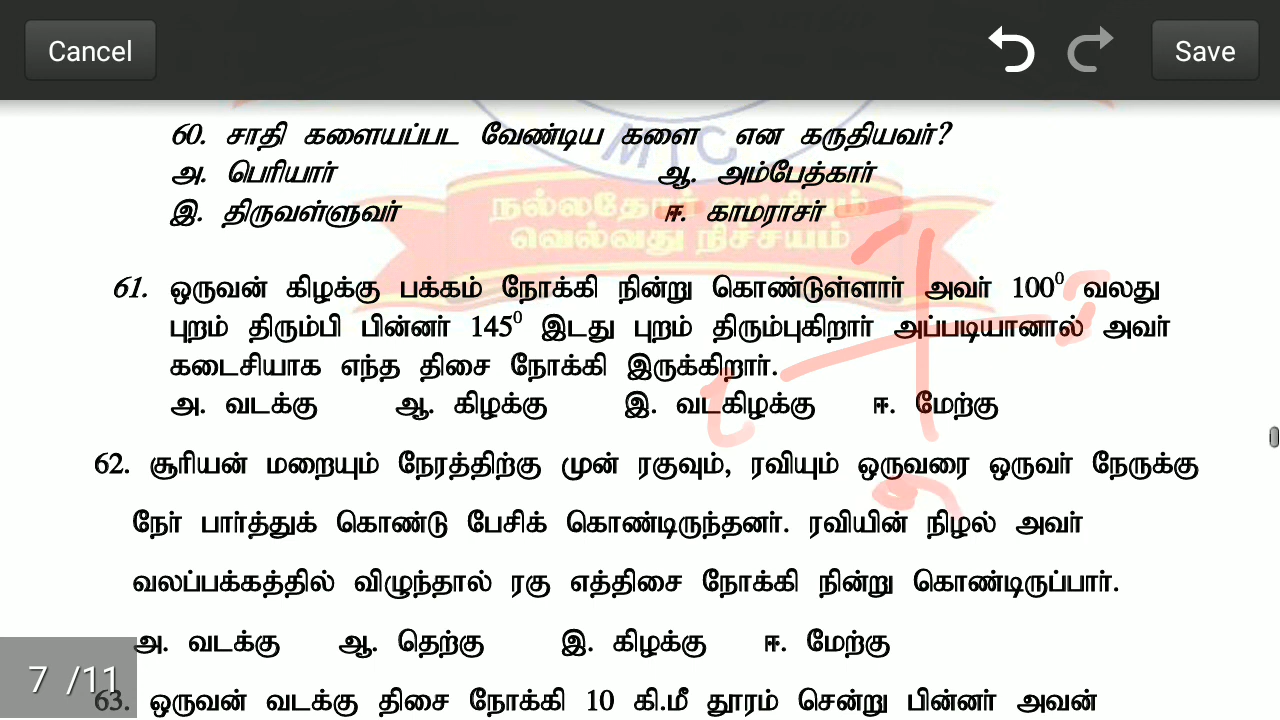 Cancel
Save
60. சாதி களையப்பட வேண்டிய களை என கருதியவர்?
அ. பெரியார் ஆ. அம்பேத்கார்
MTC
இ. திருவள்ளுவர் ஈ. காமராசர்
வெல்வது நிச்சயம்
61. ஒருவன் கிழக்கு பக்கம் நோக்கி நின்று கொண்டுள்ளார் அவர் 100⁰ வலது
புறம் திரும்பி பின்னர் 145⁰ இடது புறம் திரும்புகிறார் அப்படியானால் அவர்
கடைசியாக எந்த திசை நோக்கி இருக்கிறார்.
அ. வடக்கு ஆ. கிழக்கு இ. வடகிழக்கு ஈ. மேற்கு
62. சூரியன் மறையும் நேரத்திற்கு முன் ரகுவும், ரவியும் ஒருவரை ஒருவர் நேருக்கு
நேர் பார்த்துக் கொண்டு பேசிக் கொண்டிருந்தனர். ரவியின் நிழல் அவர்
வலப்பக்கத்தில் விழுந்தால் ரகு எத்திசை நோக்கி நின்று கொண்டிருப்பார்.
அ. வடக்கு ஆ. தெற்கு இ. கிழக்கு ஈ. மேற்கு
7 /11
63. ஒருவன் வடக்கு திசை நோக்கி 10 கி.மீ தூரம் சென்று பின்னர் அவன்